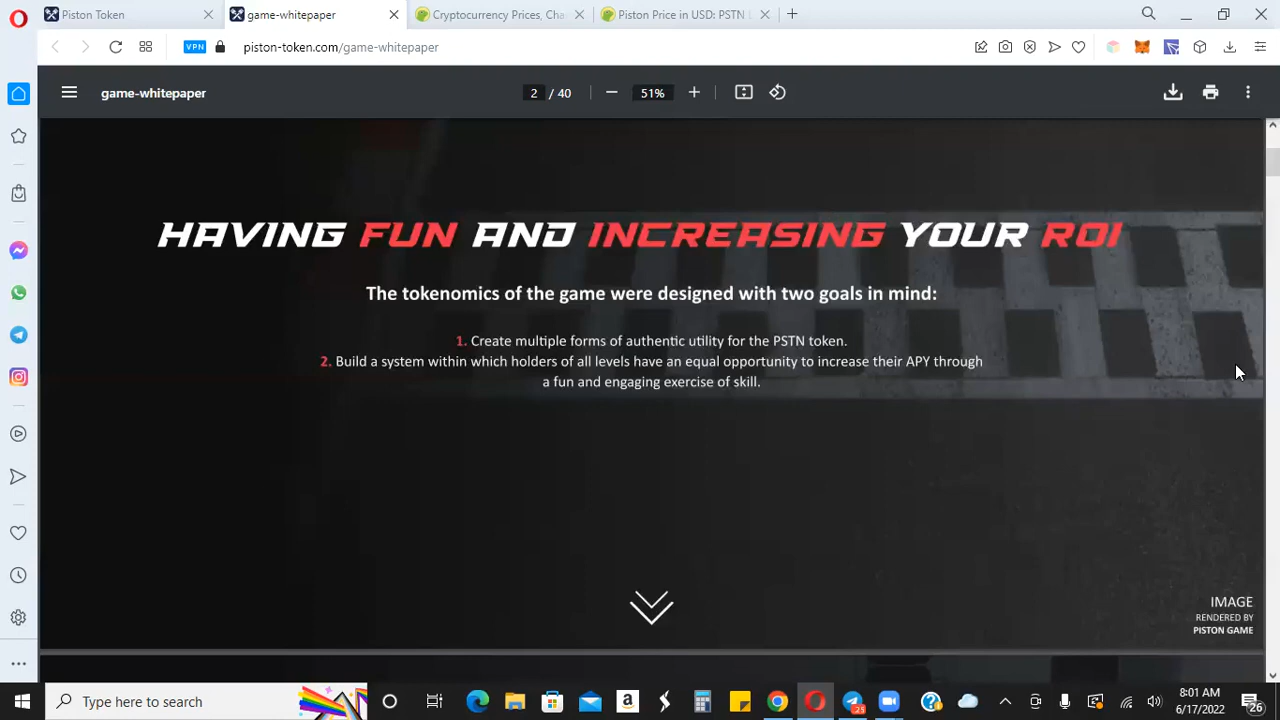 Piston Token
game-whitepaper
Cryptocurrency Prices, Cha
Piston Price in USD: PSTN L
VPN
piston-token.com/game-whitepaper
game-whitepaper
2 / 40
51%
HAVING FUN AND INCREASING YOUR ROI
The tokenomics of the game were designed with two goals in mind:
1. Create multiple forms of authentic utility for the PSTN token.
2. Build a system within which holders of all levels have an equal opportunity to increase their APY through
a fun and engaging exercise of skill.
IMAGE
RENDERED BY
PISTON GAME
Type here to search
25
8:01 AM
6/17/2022
26